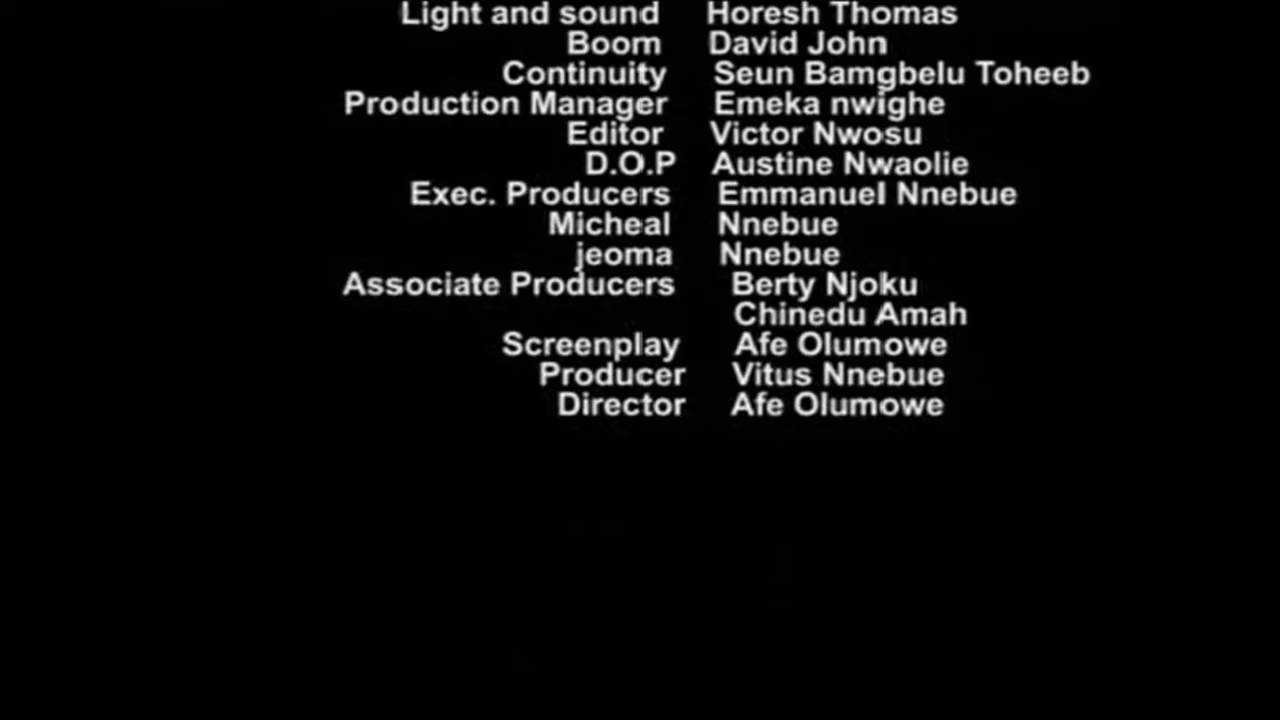 Light and sound Horesh Thomas
Boom David John
Continuity Seun Bamgbelu Toheeb
Production Manager Emeka nwighe
Editor Victor Nwosu
D.O.P Austine Nwaolie
Exec. Producers Emmanuel Nnebue
Micheal Nnebue
jeoma Nnebue
Associate Producers Berty Njoku
Chinedu Amah
Screenplay Afe Olumowe
Producer Vitus Nnebue
Director Afe Olumowe